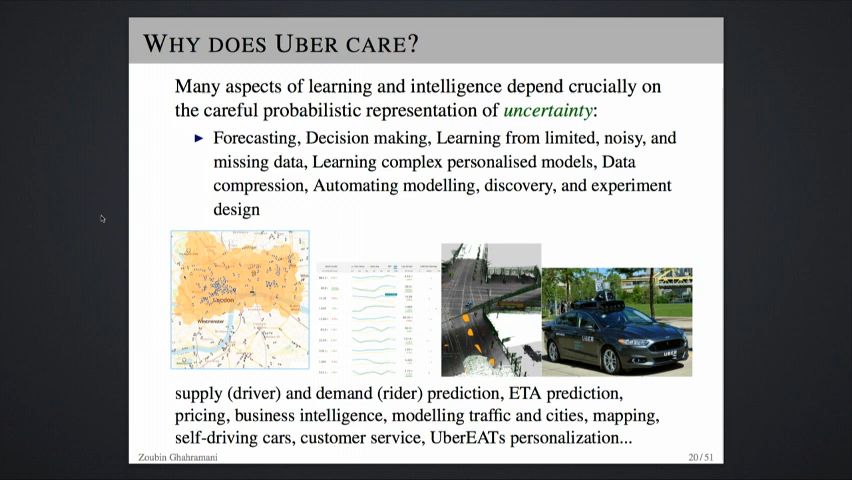 WHY DOES UBER CARE?
Many aspects of learning and intelligence depend crucially on
the careful probabilistic representation of uncertainty:
Forecasting, Decision making, Learning from limited, noisy, and
missing data, Learning complex personalised models, Data
compression, Automating modelling, discovery, and experiment
design
London
UBER
supply (driver) and demand (rider) prediction, ETA prediction,
pricing, business intelligence, modelling traffic and cities, mapping,
self-driving cars, customer service, UberEATs personalization...
Zoubin Ghahramani
20/51